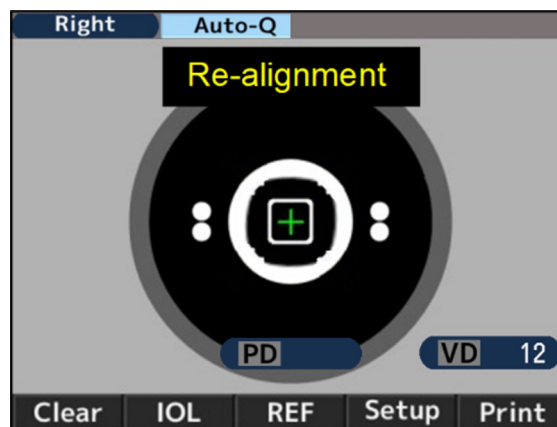 Right Auto-Q
Re-alignment
PD VD 12
Clear IOL REF Setup Print